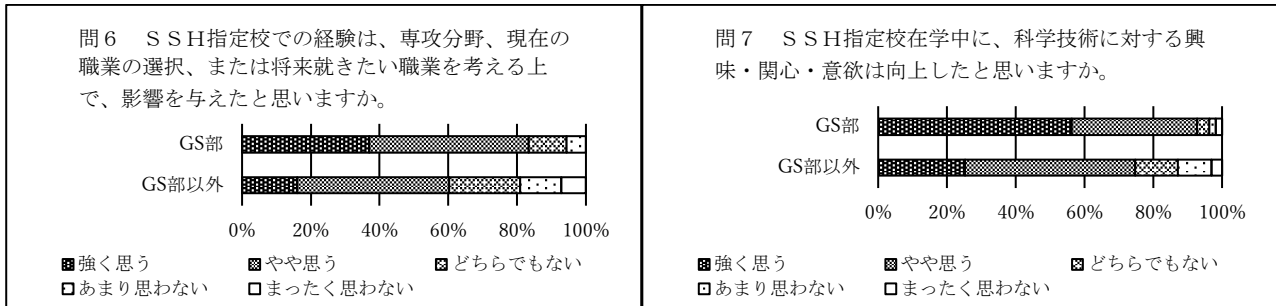 問６　ＳＳＨ指定校での経験は、専攻分野、現在の
職業の選択、または将来就きたい職業を考える上
で、影響を与えたと思いますか。
GS部
GS部以外
0% 20% 40% 60% 80% 100%
強く思う やや思う どちらでもない
あまり思わない まったく思わない
問７　ＳＳＨ指定校在学中に、科学技術に対する興
味・関心・意欲は向上したと思いますか。
GS部
GS部以外
0% 20% 40% 60% 80% 100%
強く思う やや思う どちらでもない
あまり思わない まったく思わない